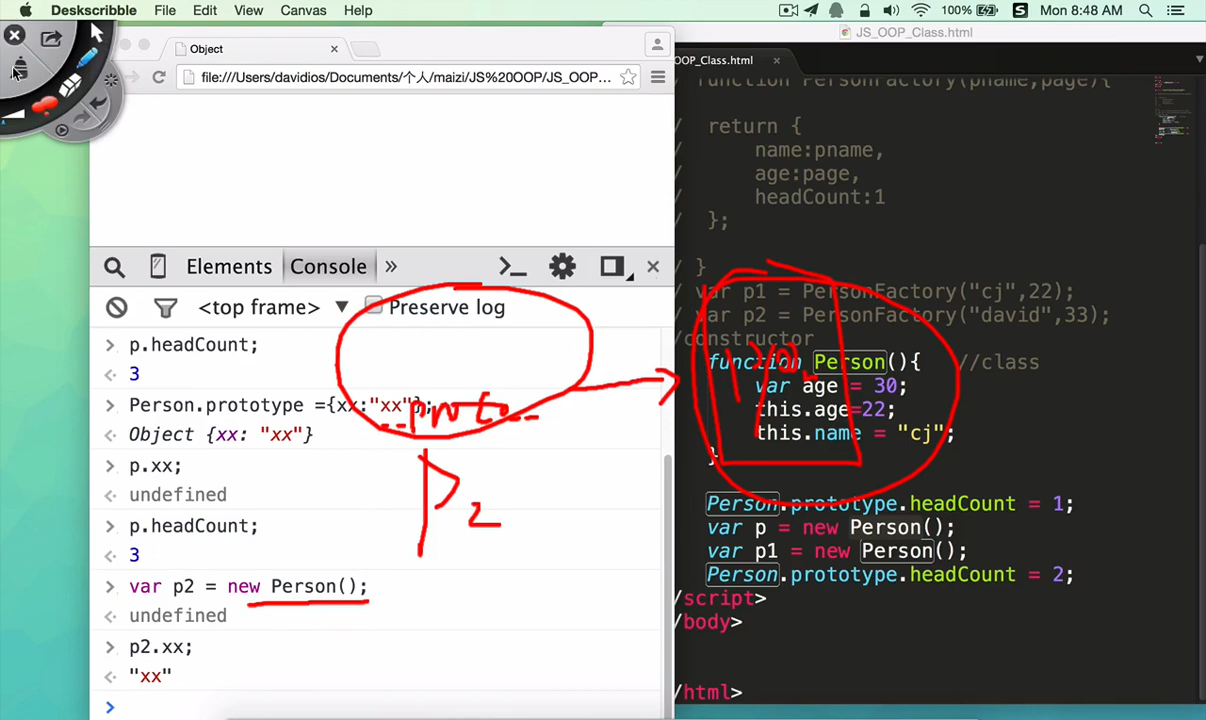 Deskscribble File Edit View Canvas Help 100% Mon 8:48 AM
JS_OOP_Class.html
Object
OOP_Class.html
file:///Users/davidios/Documents/个人/maizi/JS%20OOP/JS_OOP…
function PersonFactory(pname,page){
/ return {
/ name:pname,
/ age:page,
/ headCount:1
/ };
/ }
/ var p1 = PersonFactory("cj",22);
/ var p2 = PersonFactory("david",33);
/constructor
function Person(){ //class
var age = 30;
this.age=22;
this.name = "cj";
}
Person.prototype.headCount = 1;
var p = new Person();
var p1 = new Person();
Person.prototype.headCount = 2;
/script>
/body>
/html>
Elements Console »
<top frame> ▼ Preserve log
p.headCount;
3
Person.prototype ={xx:"xx"};
Object {xx: "xx"}
p.xx;
undefined
p.headCount;
3
var p2 = new Person();
undefined
p2.xx;
"xx"
__proto__
P2